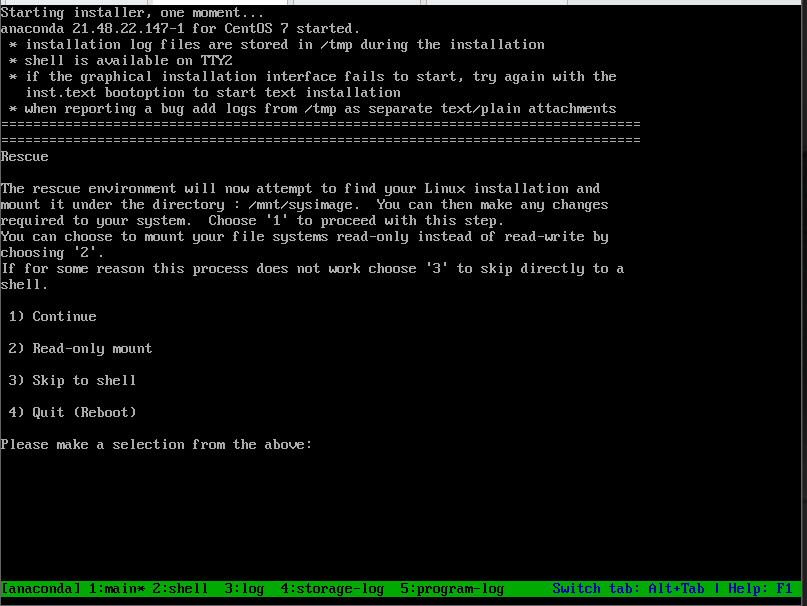 Starting installer, one moment...
anaconda 21.48.22.147-1 for CentOS 7 started.
* installation log files are stored in /tmp during the installation
* shell is available on TTY2
* if the graphical installation interface fails to start, try again with the
inst.text bootoption to start text installation
* when reporting a bug add logs from /tmp as separate text/plain attachments
================================================================================
================================================================================
Rescue
The rescue environment will now attempt to find your Linux installation and
mount it under the directory : /mnt/sysimage.  You can then make any changes
required to your system.  Choose '1' to proceed with this step.
You can choose to mount your file systems read-only instead of read-write by
choosing '2'.
If for some reason this process does not work choose '3' to skip directly to a
shell.
1) Continue
2) Read-only mount
3) Skip to shell
4) Quit (Reboot)
Please make a selection from the above:
[anaconda] 1:main* 2:shell  3:log  4:storage-log  5:program-log      Switch tab: Alt+Tab | Help: F1